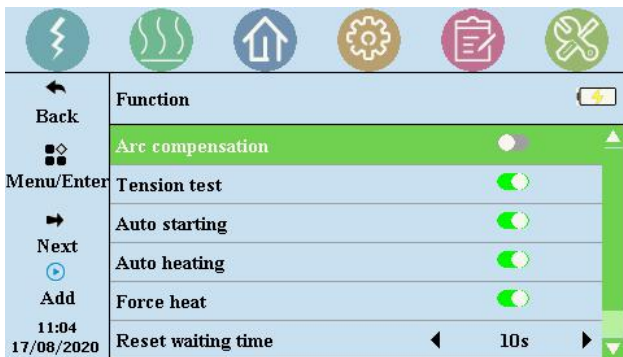 Back
Menu/Enter
Next
Add
11:04
17/08/2020
Function
Arc compensation
Tension test
Auto starting
Auto heating
Force heat
Reset waiting time 10s